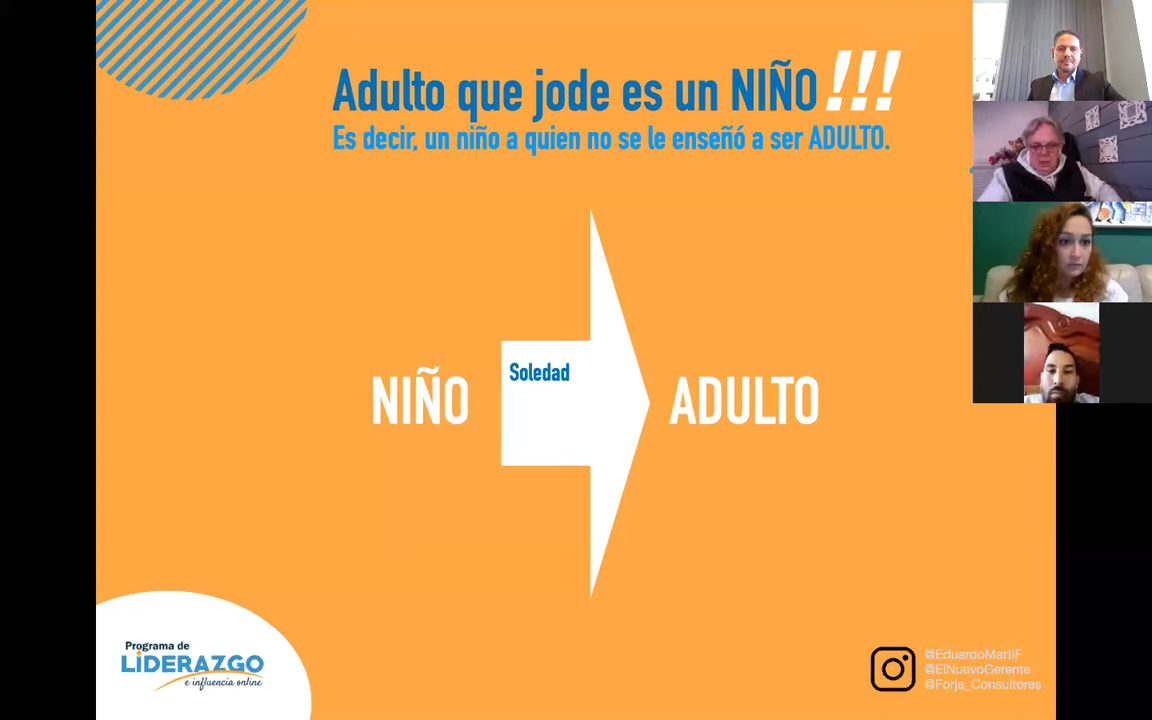 Adulto que jode es un NIÑO!!!
Es decir, un niño a quien no se le enseñó a ser ADULTO.
Soledad
NIÑO
ADULTO
Programa de
LIDERAZGO
e influencia online
@EduardoMartiF
@ElNuevoGerente
@Forja_Consultores